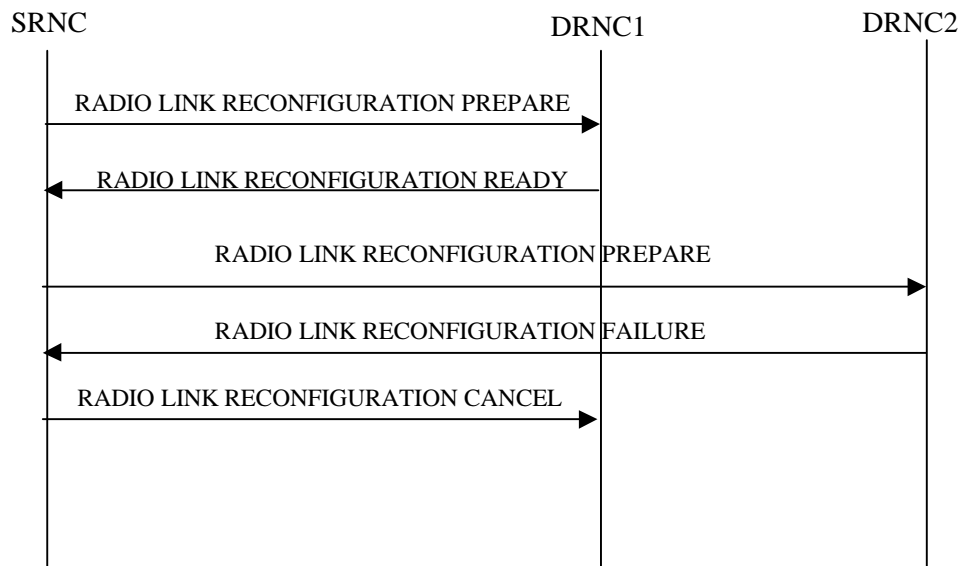 SRNC
DRNC1
DRNC2
RADIO LINK RECONFIGURATION PREPARE
RADIO LINK RECONFIGURATION READY
RADIO LINK RECONFIGURATION PREPARE
RADIO LINK RECONFIGURATION FAILURE
RADIO LINK RECONFIGURATION CANCEL